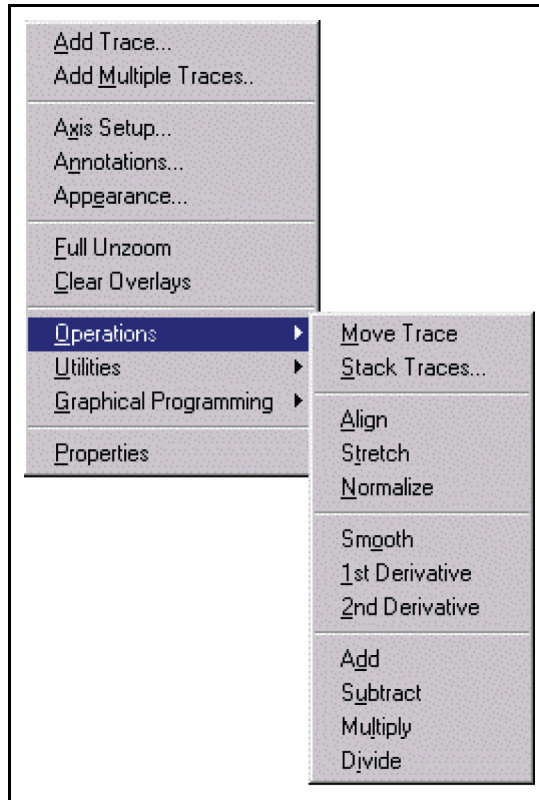 Add Trace...
Add Multiple Traces..
Axis Setup...
Annotations...
Appearance...
Full Unzoom
Clear Overlays
Operations
Utilities
Graphical Programming
Properties
Move Trace
Stack Traces...
Align
Stretch
Normalize
Smooth
1st Derivative
2nd Derivative
Add
Subtract
Multiply
Divide